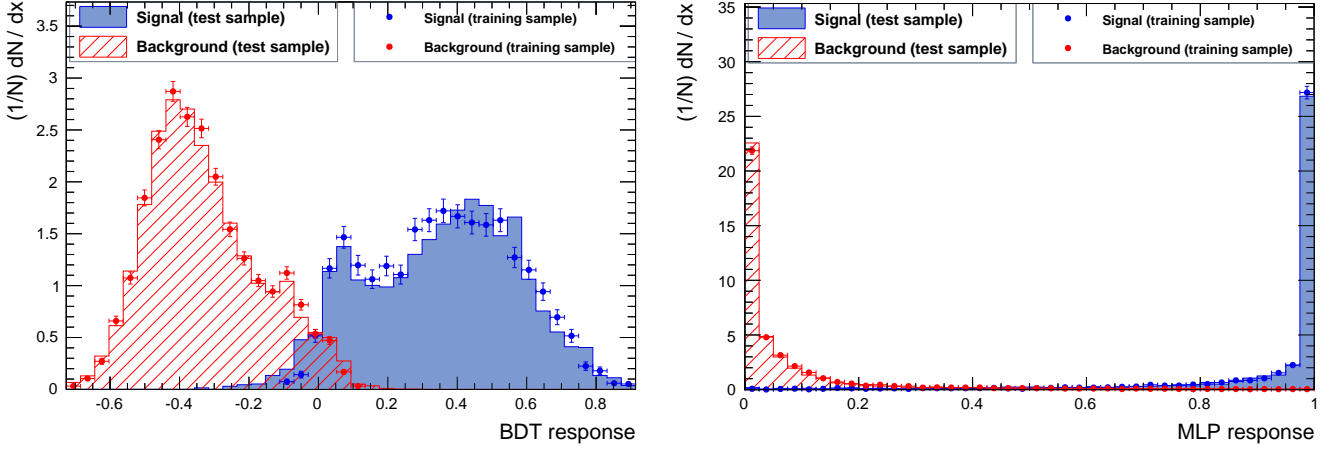 (1/N) dN / dx
Signal (test sample)
Background (test sample)
Signal (training sample)
Background (training sample)
3.5
3
2.5
2
1.5
1
0.5
0
-0.6 -0.4 -0.2 0 0.2 0.4 0.6 0.8
BDT response
(1/N) dN / dx
Signal (test sample)
Background (test sample)
Signal (training sample)
Background (training sample)
35
30
25
20
15
10
5
0
0 0.2 0.4 0.6 0.8 1
MLP response